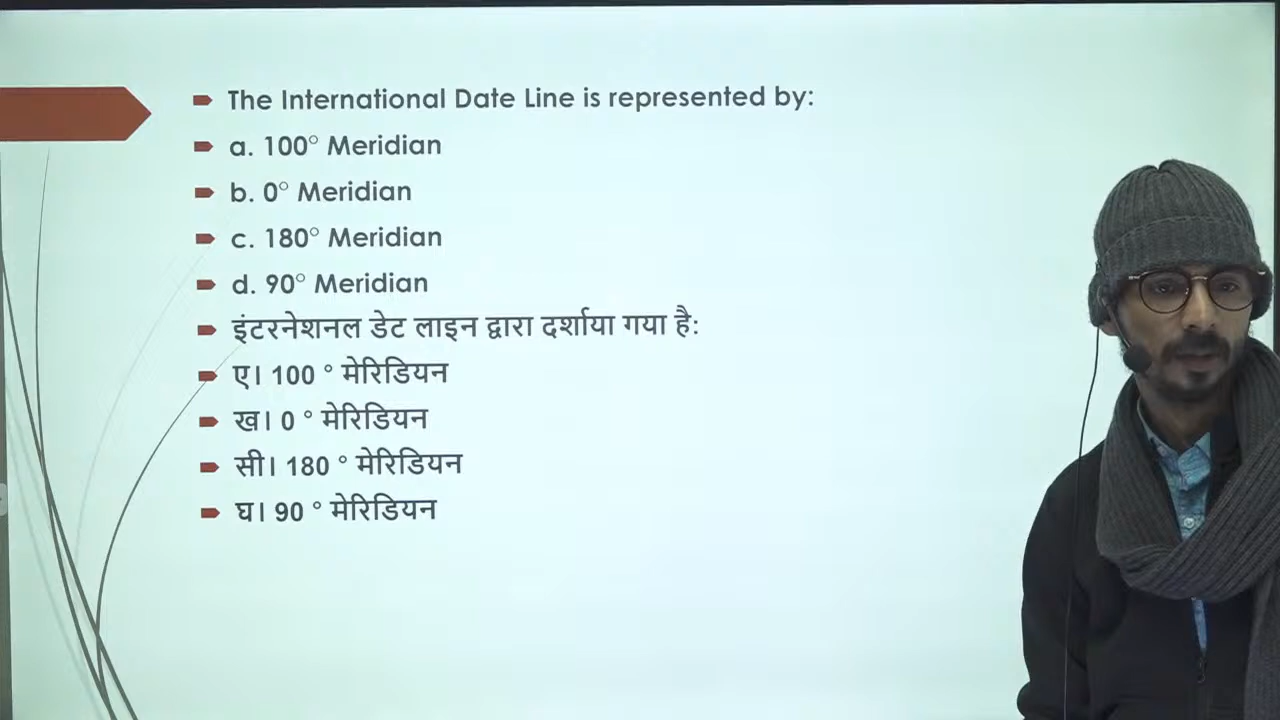 The International Date Line is represented by:
a. 100° Meridian
b. 0° Meridian
c. 180° Meridian
d. 90° Meridian
इंटरनेशनल डेट लाइन द्वारा दर्शाया गया है:
ए। 100 ° मेरिडियन
ख। 0 ° मेरिडियन
सी। 180 ° मेरिडियन
घ। 90 ° मेरिडियन